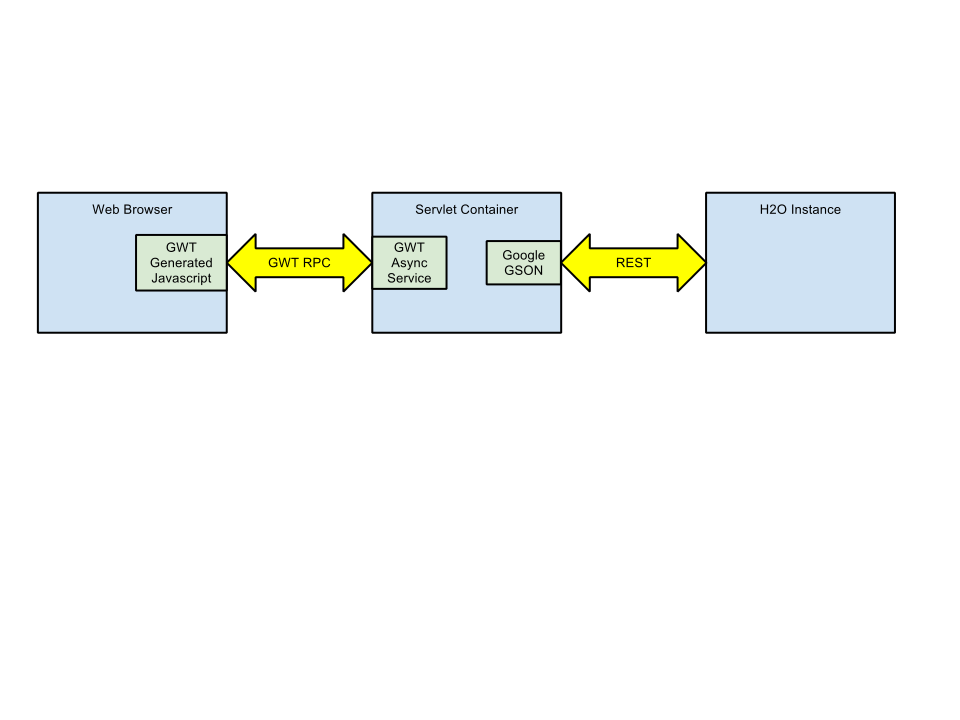 Web Browser
GWT
Generated
Javascript
GWT RPC
Servlet Container
GWT
Async
Service
Google
GSON
REST
H2O Instance